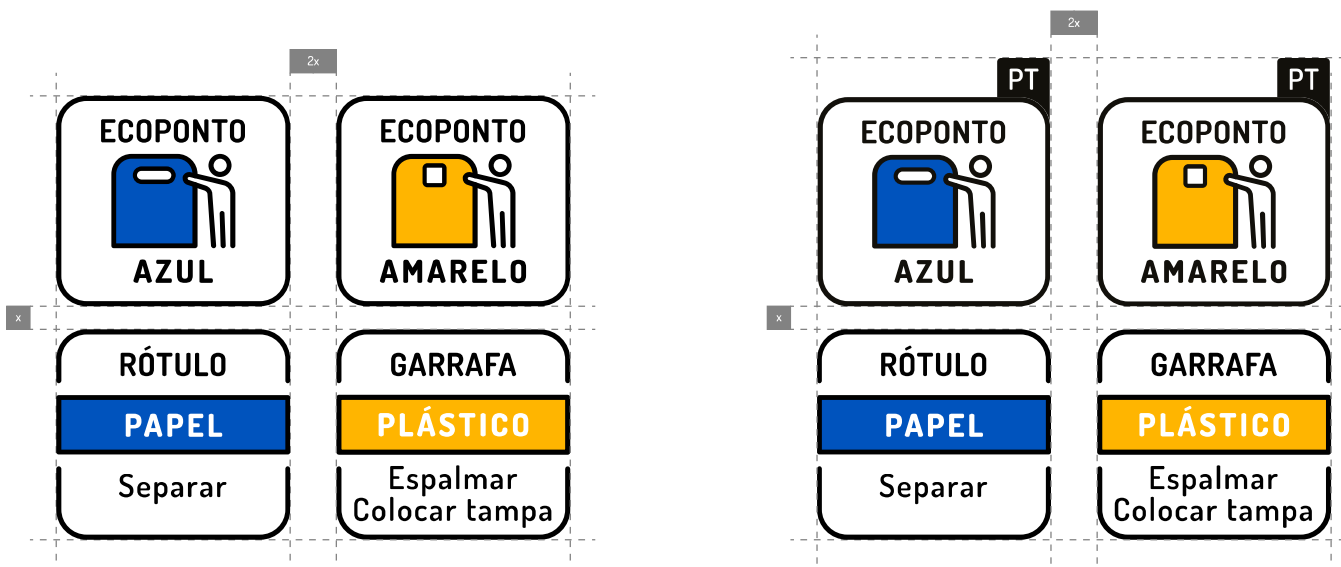 2x
ECOPONTO
AZUL
ECOPONTO
AMARELO
x
RÓTULO
PAPEL
Separar
GARRAFA
PLÁSTICO
Espalmar
Colocar tampa
2x
PT
ECOPONTO
AZUL
PT
ECOPONTO
AMARELO
x
RÓTULO
PAPEL
Separar
GARRAFA
PLÁSTICO
Espalmar
Colocar tampa